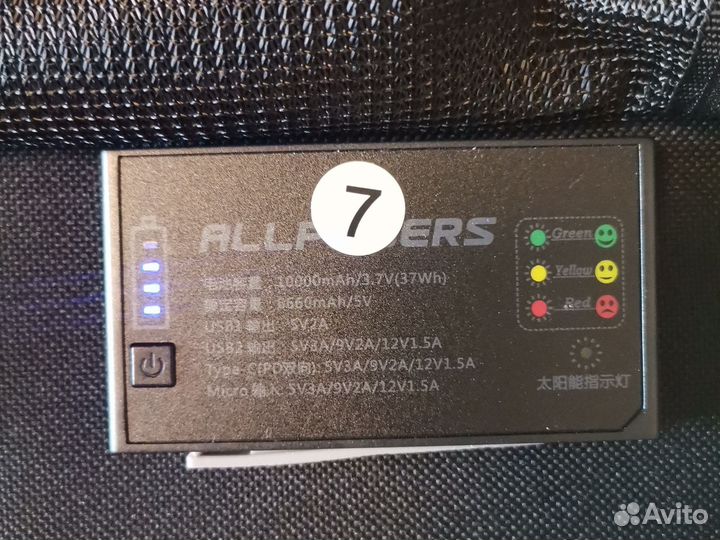 7
ALLP ERS
电池容量 10000mAh/3.7V(37Wh)
额定容量 8660mAh/5V
USB1 输出 5V2A
USB2 输出 5V3A/9V2A/12V1.5A
Type-C(PD双向) 5V3A/9V2A/12V1.5A
Micro 输入 5V3A/9V2A/12V1.5A
Green
Yellow
Red
太阳能指示灯
Avito